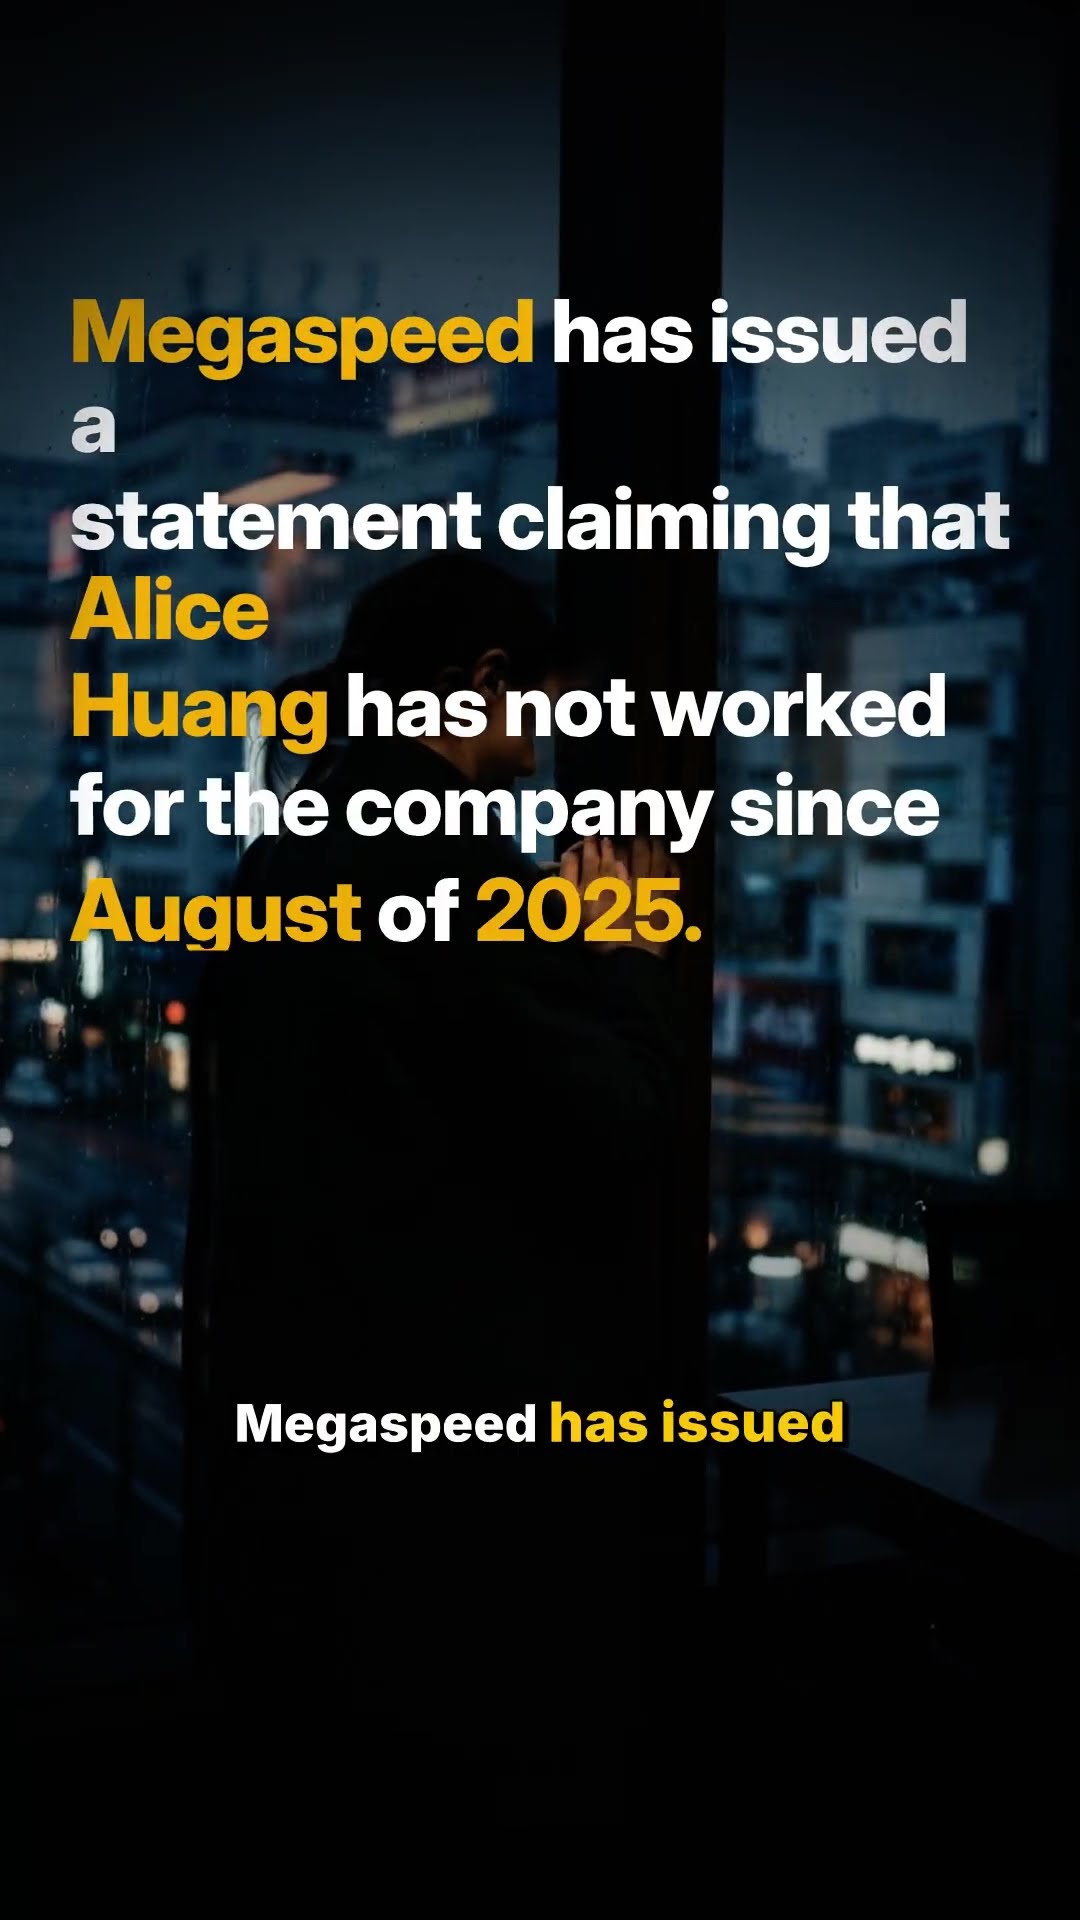 Megaspeed has issued
a
statement claiming that
Alice
Huang has not worked
for the company since
August of 2025.
Megaspeed has issued